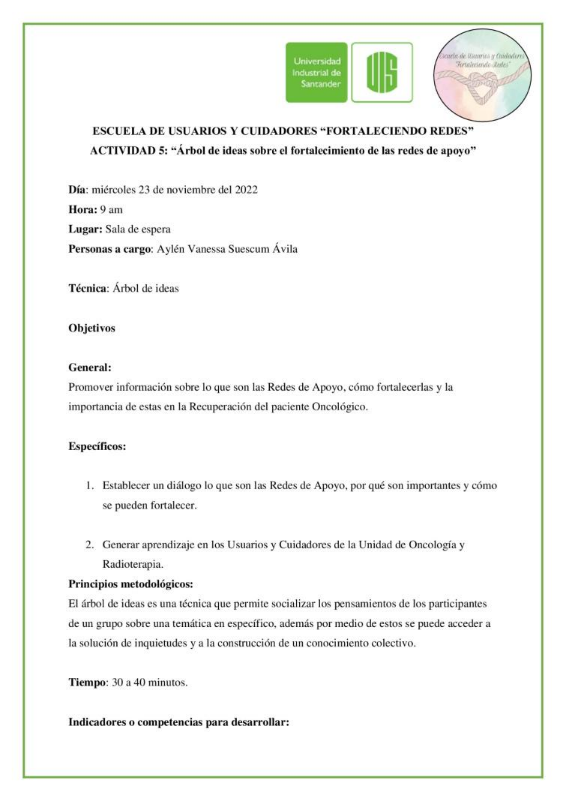 Universidad
Industrial de
Santander
UIS
Escuela de Usuarios y Cuidadores
"Fortaleciendo Redes"
ESCUELA DE USUARIOS Y CUIDADORES “FORTALECIENDO REDES”
ACTIVIDAD 5: “Árbol de ideas sobre el fortalecimiento de las redes de apoyo”
Día: miércoles 23 de noviembre del 2022
Hora: 9 am
Lugar: Sala de espera
Personas a cargo: Aylén Vanessa Suescum Ávila
Técnica: Árbol de ideas
Objetivos
General:
Promover información sobre lo que son las Redes de Apoyo, cómo fortalecerlas y la
importancia de estas en la Recuperación del paciente Oncológico.
Específicos:
1. Establecer un diálogo lo que son las Redes de Apoyo, por qué son importantes y cómo
se pueden fortalecer.
2. Generar aprendizaje en los Usuarios y Cuidadores de la Unidad de Oncología y
Radioterapia.
Principios metodológicos:
El árbol de ideas es una técnica que permite socializar los pensamientos de los participantes
de un grupo sobre una temática en específico, además por medio de estos se puede acceder a
la solución de inquietudes y a la construcción de un conocimiento colectivo.
Tiempo: 30 a 40 minutos.
Indicadores o competencias para desarrollar: